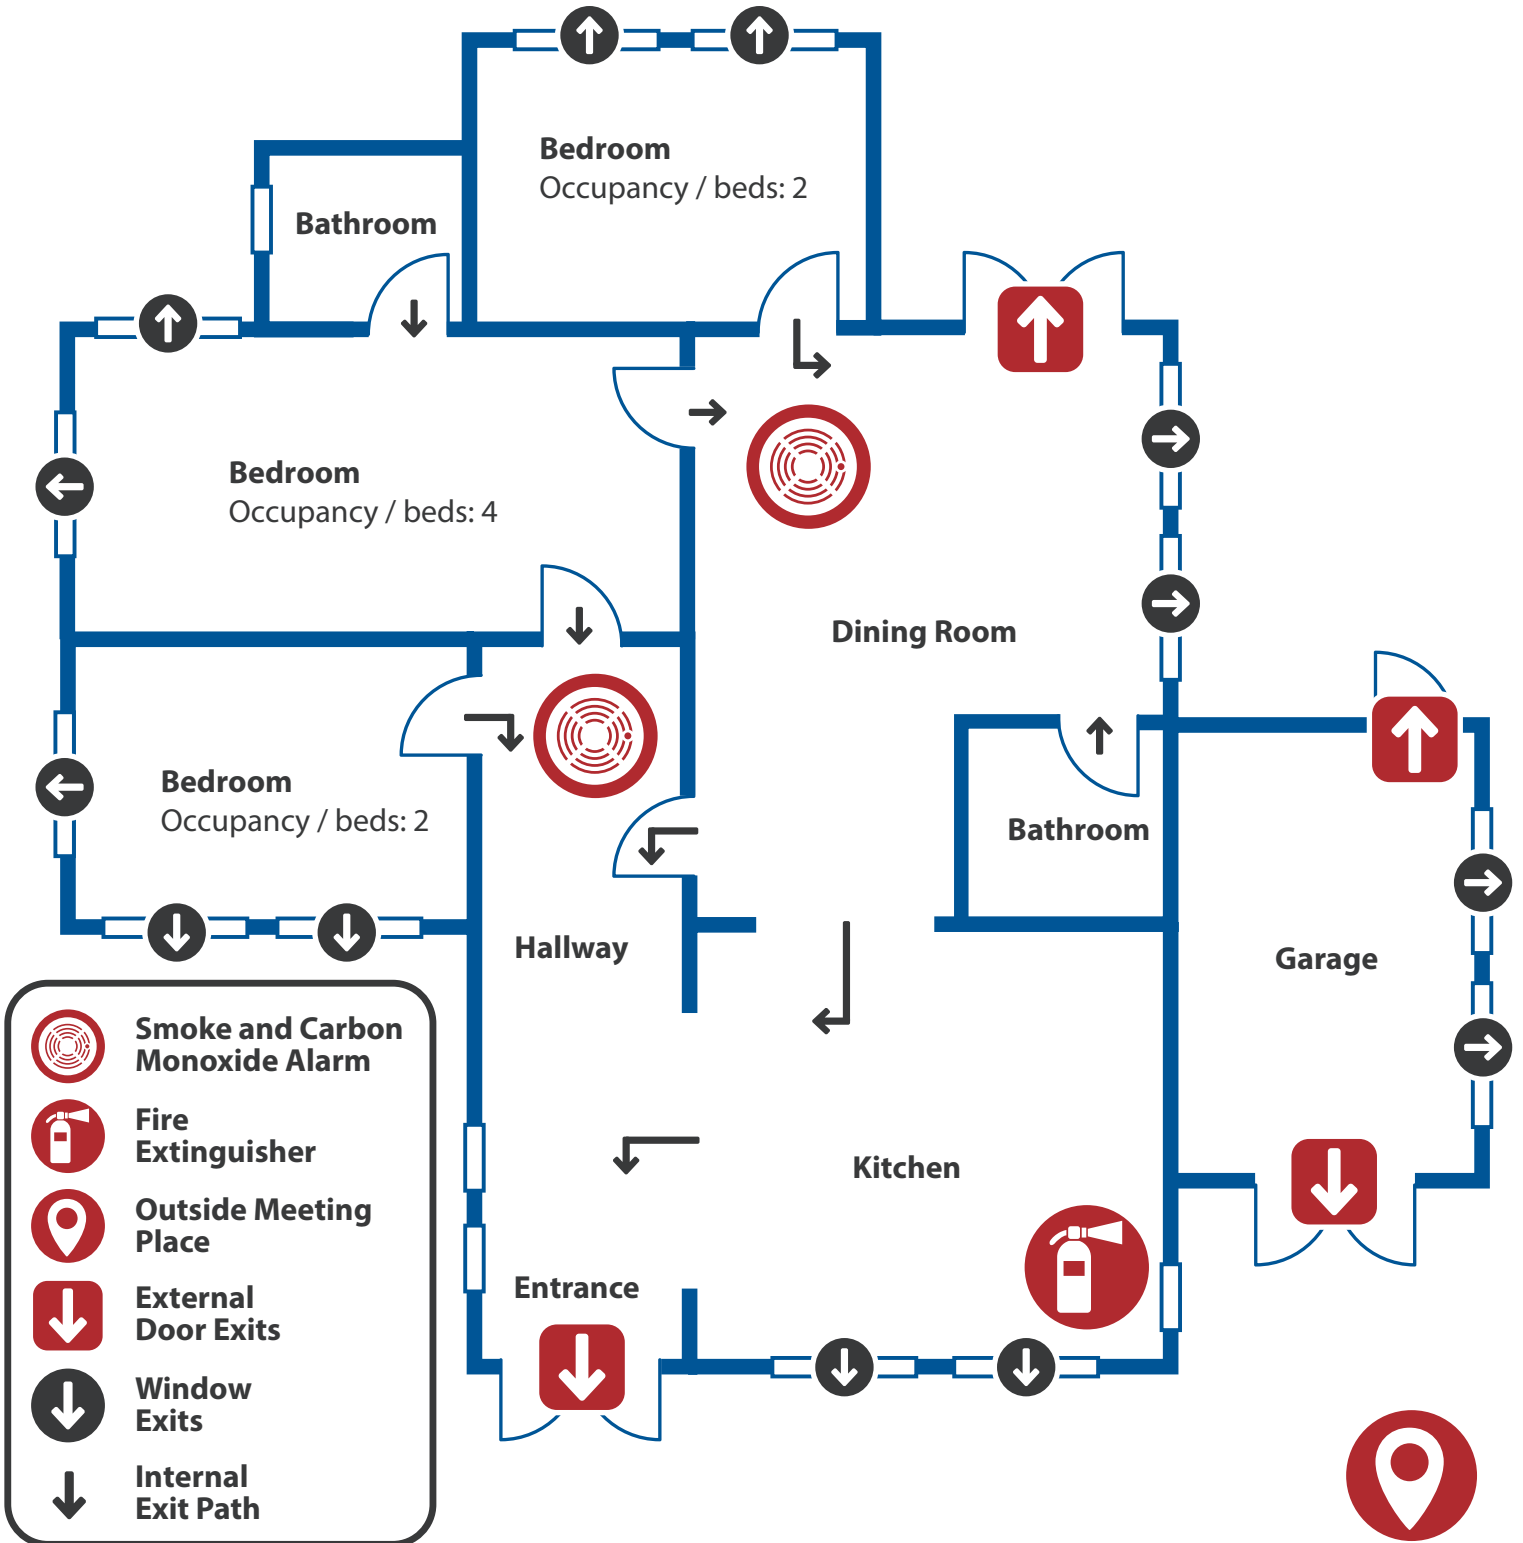 Bedroom
Occupancy / beds: 2
Bathroom
Bedroom
Occupancy / beds: 4
Dining Room
Bedroom
Occupancy / beds: 2
Bathroom
Hallway
Garage
Kitchen
Entrance
Smoke and Carbon
Monoxide Alarm
Fire
Extinguisher
Outside Meeting
Place
External
Door Exits
Window
Exits
Internal
Exit Path